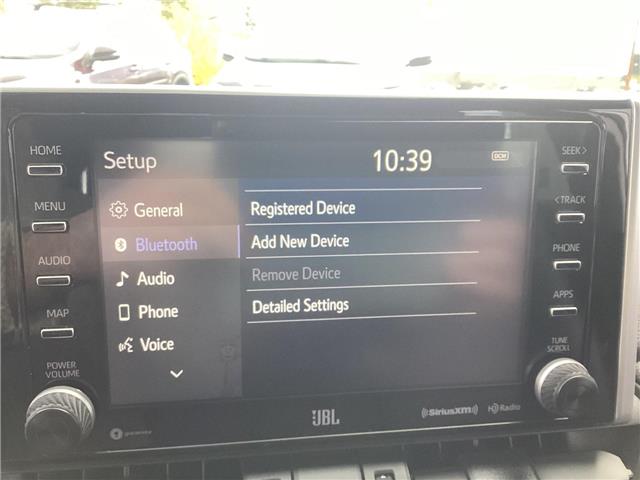 HOME
MENU
AUDIO
MAP
POWER
VOLUME
Setup
10:39
DCM
General
Bluetooth
Audio
Phone
Voice
Registered Device
Add New Device
Remove Device
Detailed Settings
SEEK >
< TRACK
PHONE
APPS
TUNE
SCROLL
JBL
SiriusXM
HD Radio